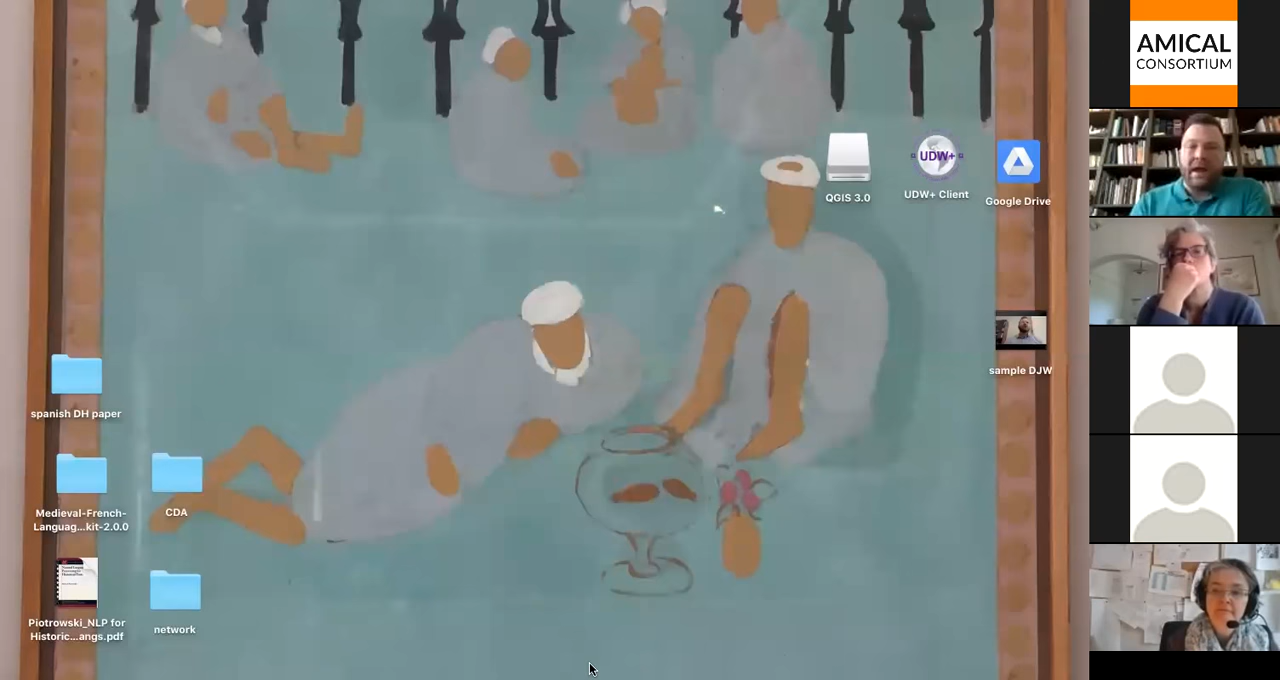 AMICAL
CONSORTIUM
UDW+
QGIS 3.0
UDW+ Client
Google Drive
sample DJW
spanish DH paper
Medieval-French-
Languag...kit-2.0.0
CDA
Piotrowski_NLP for
Historic...angs.pdf
network